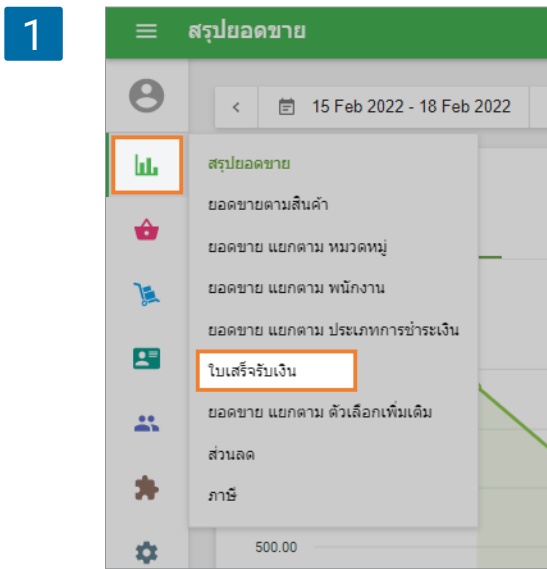 1
สรุปยอดขาย
15 Feb 2022 - 18 Feb 2022
สรุปยอดขาย
ยอดขายตามสินค้า
ยอดขาย แยกตาม หมวดหมู่
ยอดขาย แยกตาม พนักงาน
ยอดขาย แยกตาม ประเภทการชำระเงิน
ใบเสร็จรับเงิน
ยอดขาย แยกตาม ตัวเลือกเพิ่มเติม
ส่วนลด
ภาษี
500.00